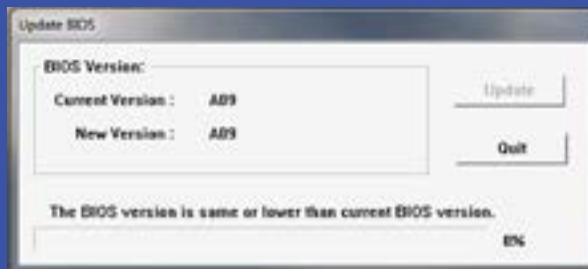 Update BIOS
BIOS Version:
Current Version : A09
New Version : A09
Update
Quit
The BIOS version is same or lower than current BIOS version.
0%